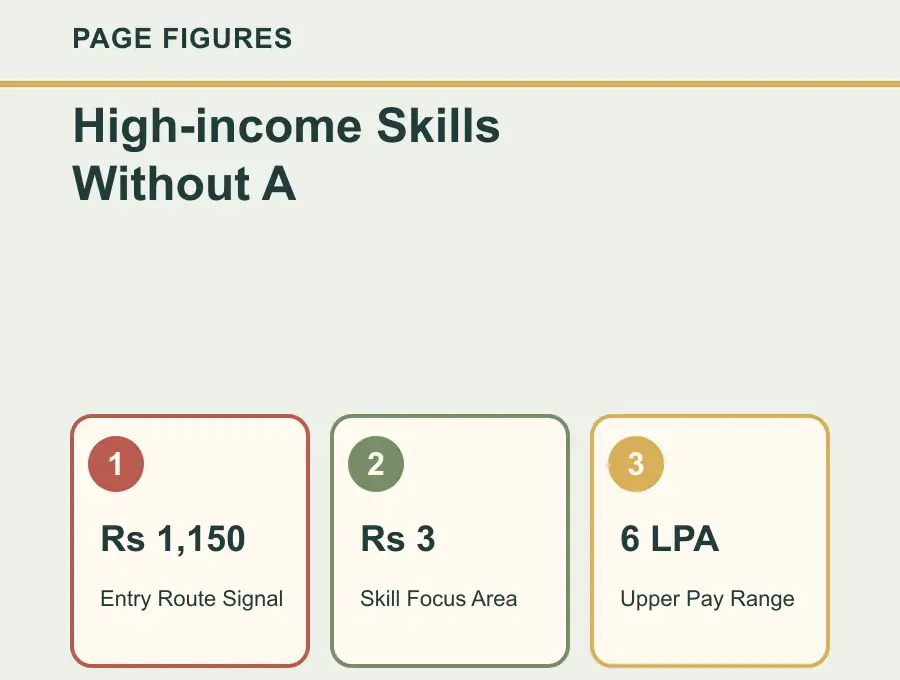 PAGE FIGURES
High-income Skills
Without A
1
Rs 1,150
Entry Route Signal
2
Rs 3
Skill Focus Area
3
6 LPA
Upper Pay Range